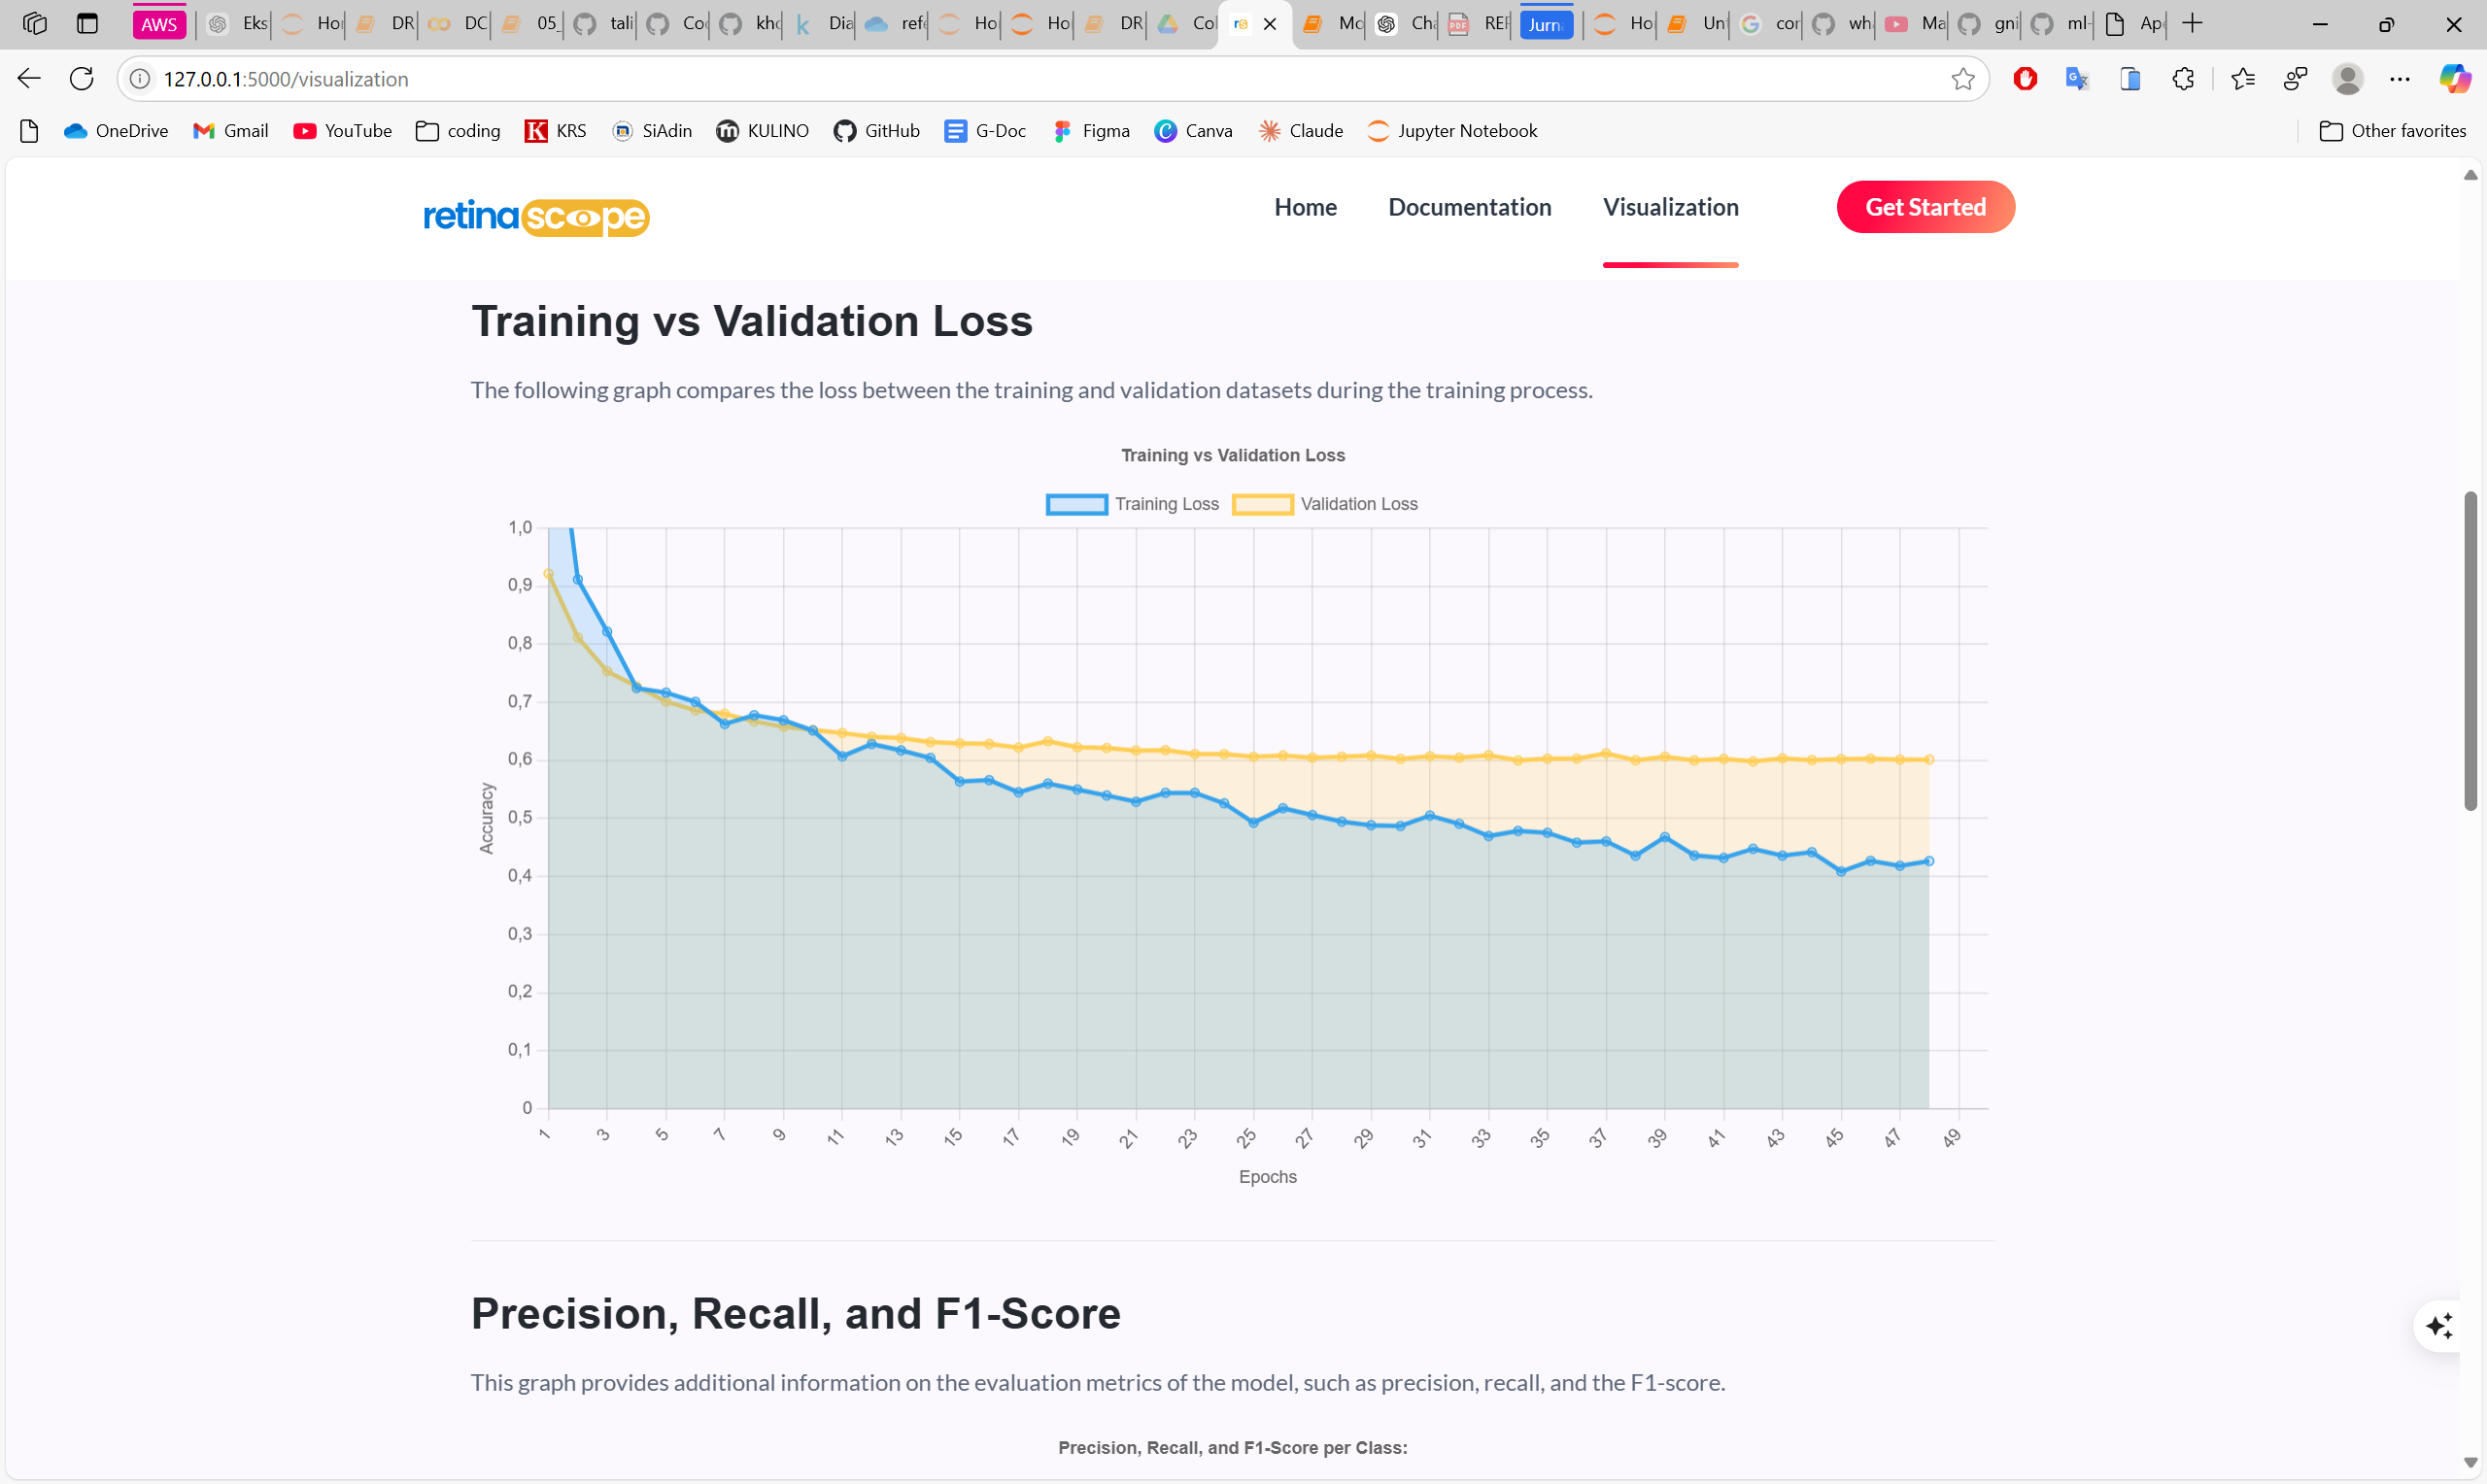 AWS
Eks
Hor
DR
DC
05_
tali
Co
kho
Dia
refe
Ho
Ho
DR
Col
rs
Mo
Cha
REF
Jurn
Ho
Un
cor
wh
Ma
gni
ml-
Ap
127.0.0.1:5000/visualization
OneDrive
Gmail
YouTube
coding
KRS
SiAdin
KULINO
GitHub
G-Doc
Figma
Canva
Claude
Jupyter Notebook
Other favorites
retinascope
Home
Documentation
Visualization
Get Started
Training vs Validation Loss
The following graph compares the loss between the training and validation datasets during the training process.
Training vs Validation Loss
Training Loss
Validation Loss
1,0
0,9
0,8
0,7
0,6
0,5
0,4
0,3
0,2
0,1
0
Accuracy
1 3 5 7 9 11 13 15 17 19 21 23 25 27 29 31 33 35 37 39 41 43 45 47 49
Epochs
Precision, Recall, and F1-Score
This graph provides additional information on the evaluation metrics of the model, such as precision, recall, and the F1-score.
Precision, Recall, and F1-Score per Class: